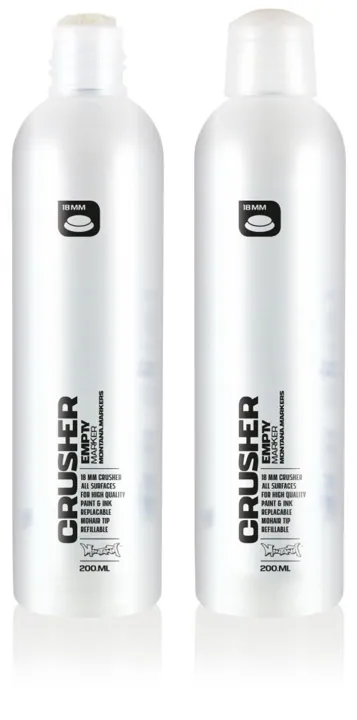 18MM
CRUSHER
EMPTY
MARKER
MONTANA.MARKERS
18 MM CRUSHER
ALL SURFACES
FOR HIGH QUALITY
PAINT & INK
REPLACABLE
MOHAIR TIP
REFILLABLE
MONTANA
200.ML
18MM
CRUSHER
EMPTY
MARKER
MONTANA.MARKERS
18 MM CRUSHER
ALL SURFACES
FOR HIGH QUALITY
PAINT & INK
REPLACABLE
MOHAIR TIP
REFILLABLE
MONTANA
200.ML